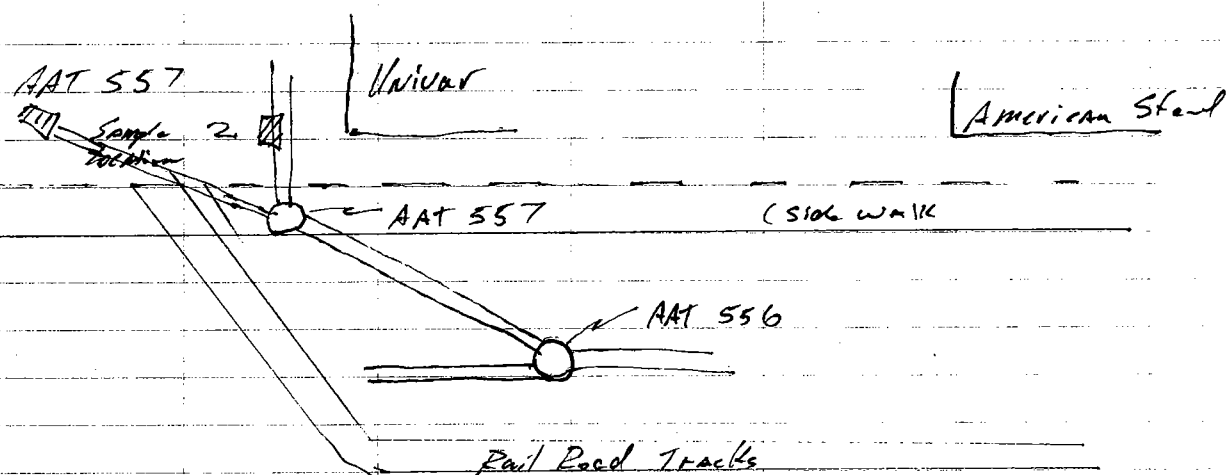 AAT 557
Univar
American Steel
Sample 2
Location
AAT 557
(side walk
AAT 556
Rail Road Tracks